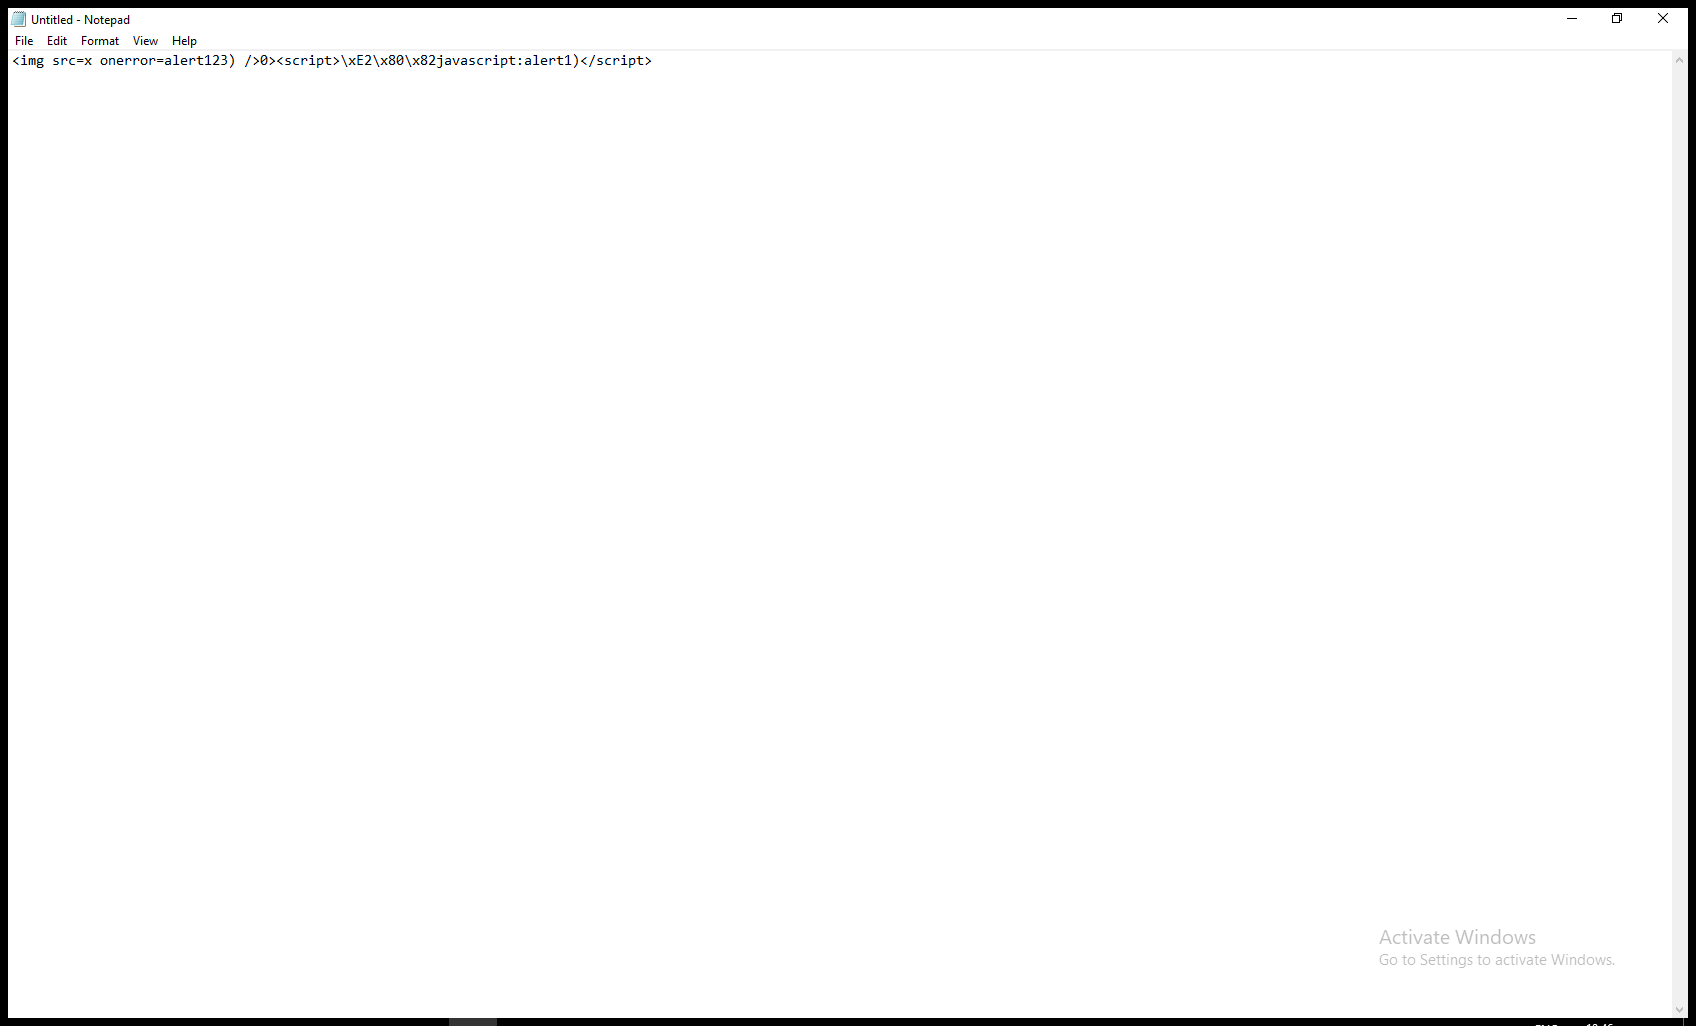 Untitled - Notepad
File Edit Format View Help
<img src=x onerror=alert123) />0><script>\xE2\x80\x82javascript:alert1)</script>
Activate Windows
Go to Settings to activate Windows.